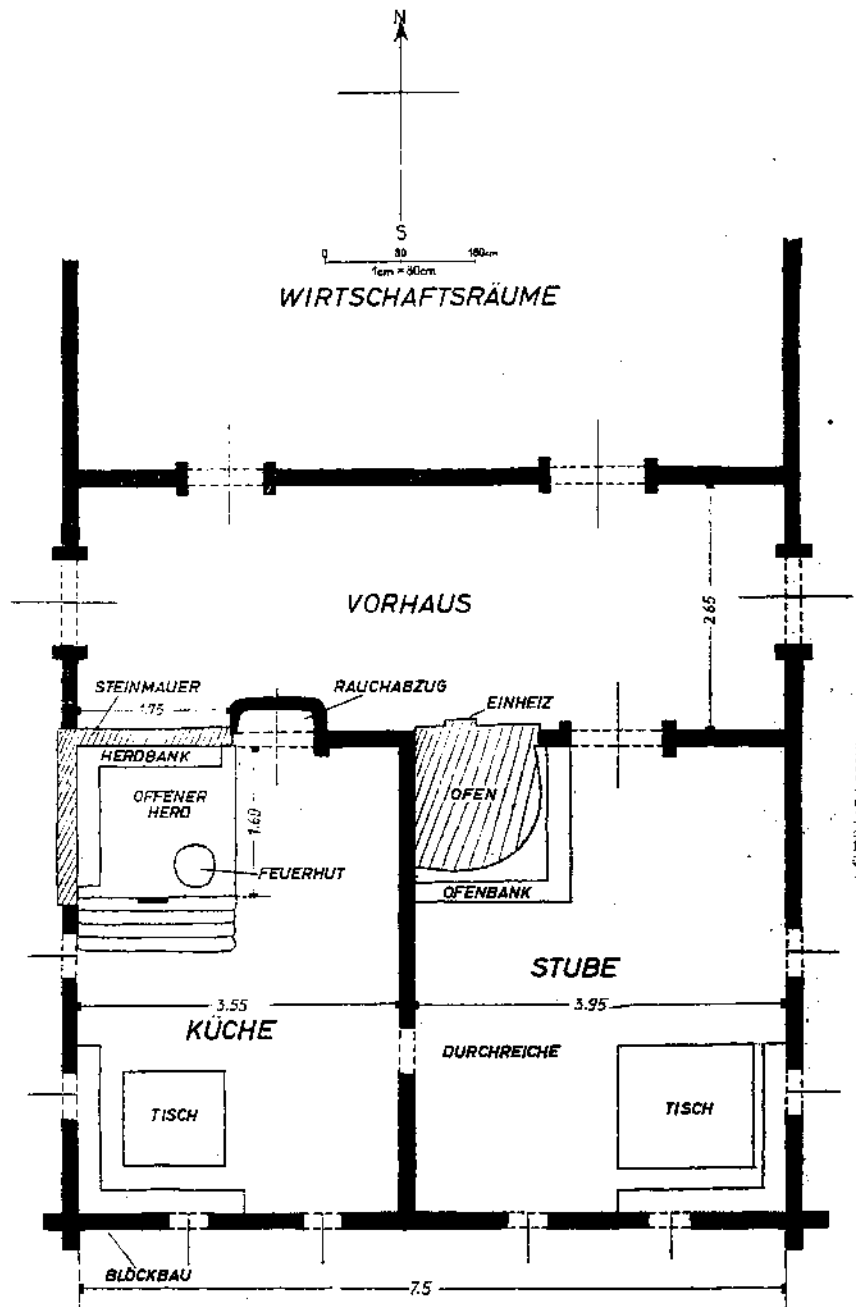 N
S
0 80 160cm
1cm = 80cm
WIRTSCHAFTSRÄUME
VORHAUS
2.65
STEINMAUER
1.75
RAUCHABZUG
EINHEIZ
HERDBANK
OFFENER
HERD
1.60
OFEN
FEUERHUT
OFENBANK
STUBE
3.55
3.95
KÜCHE
DURCHREICHE
TISCH
TISCH
BLOCKBAU
7.5